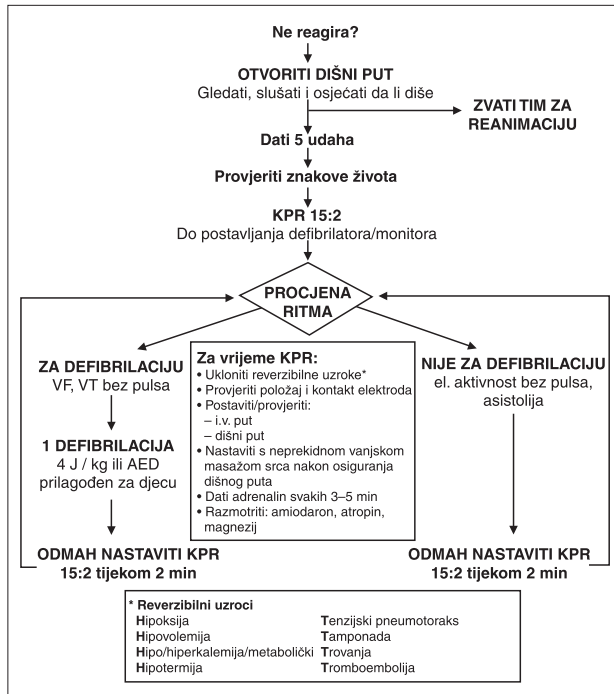 Ne reagira?
OTVORITI DIŠNI PUT
Gledati, slušati i osjećati da li diše
ZVATI TIM ZA
REANIMACIJU
Dati 5 udaha
Provjeriti znakove života
KPR 15:2
Do postavljanja defibrilatora/monitora
PROCJENA
RITMA
ZA DEFIBRILACIJU
VF, VT bez pulsa
1 DEFIBRILACIJA
4 J / kg ili AED
prilagođen za djecu
ODMAH NASTAVITI KPR
15:2 tijekom 2 min
Za vrijeme KPR:
• Ukloniti reverzibilne uzroke*
• Provjeriti položaj i kontakt elektroda
• Postaviti/provjeriti:
– i.v. put
– dišni put
• Nastaviti s neprekidnom vanjskom
masažom srca nakon osiguranja
dišnog puta
• Dati adrenalin svakih 3–5 min
• Razmotriti: amiodaron, atropin,
magnezij
NIJE ZA DEFIBRILACIJU
el. aktivnost bez pulsa,
asistolija
ODMAH NASTAVITI KPR
15:2 tijekom 2 min
* Reverzibilni uzroci
Hipoksija
Hipovolemija
Hipo/hiperkalemija/metabolički
Hipotermija
Tenzijski pneumotoraks
Tamponada
Trovanja
Tromboembolija